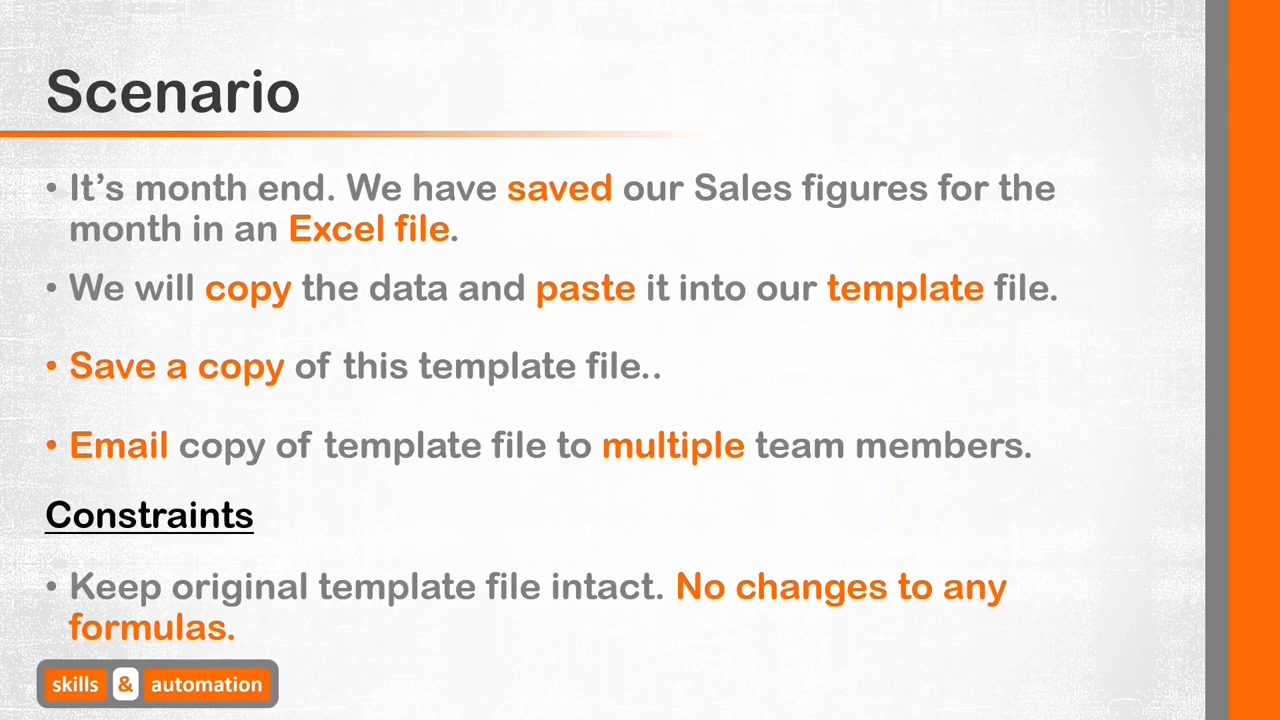 Scenario
• It’s month end. We have saved our Sales figures for the
month in an Excel file.
• We will copy the data and paste it into our template file.
• Save a copy of this template file..
• Email copy of template file to multiple team members.
Constraints
• Keep original template file intact. No changes to any
formulas.
skills & automation